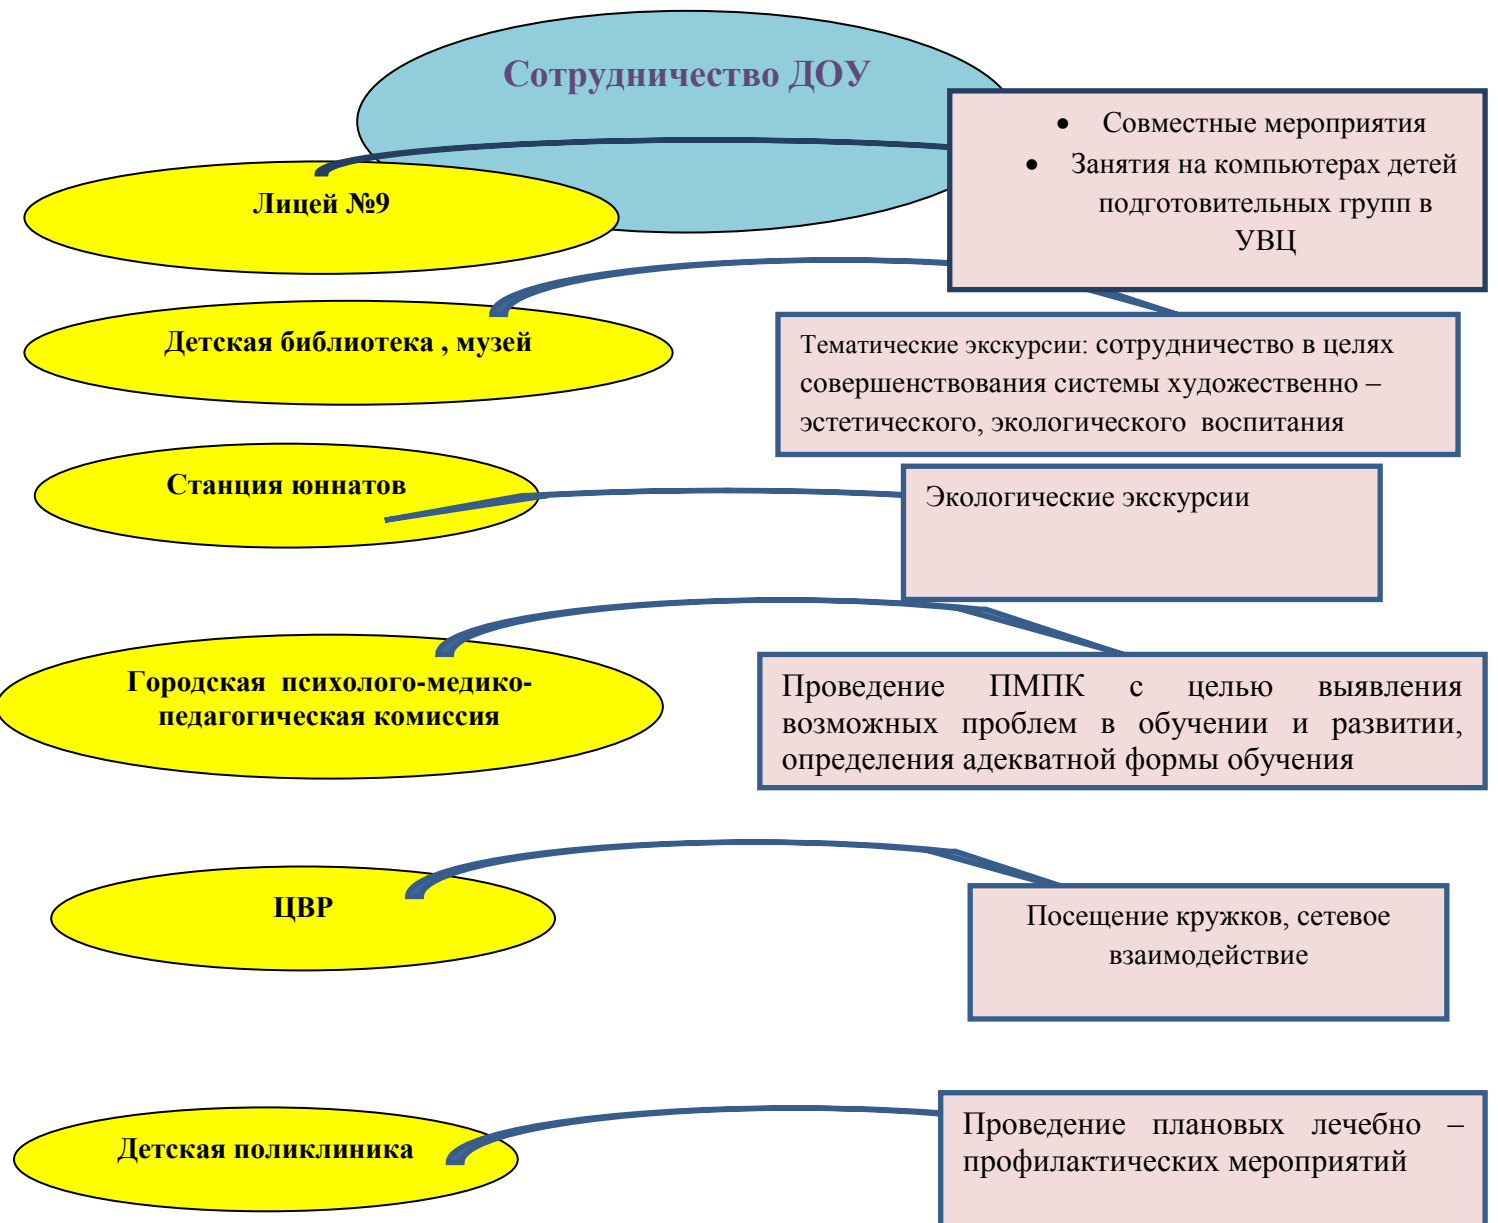 Сотрудничество ДОУ
• Совместные мероприятия
• Занятия на компьютерах детей
подготовительных групп в
УВЦ
Лицей №9
Детская библиотека , музей
Тематические экскурсии: сотрудничество в целях
совершенствования системы художественно –
эстетического, экологического воспитания
Станция юннатов
Экологические экскурсии
Городская психолого-медико-
педагогическая комиссия
Проведение ПМПК с целью выявления
возможных проблем в обучении и развитии,
определения адекватной формы обучения
ЦВР
Посещение кружков, сетевое
взаимодействие
Детская поликлиника
Проведение плановых лечебно –
профилактических мероприятий